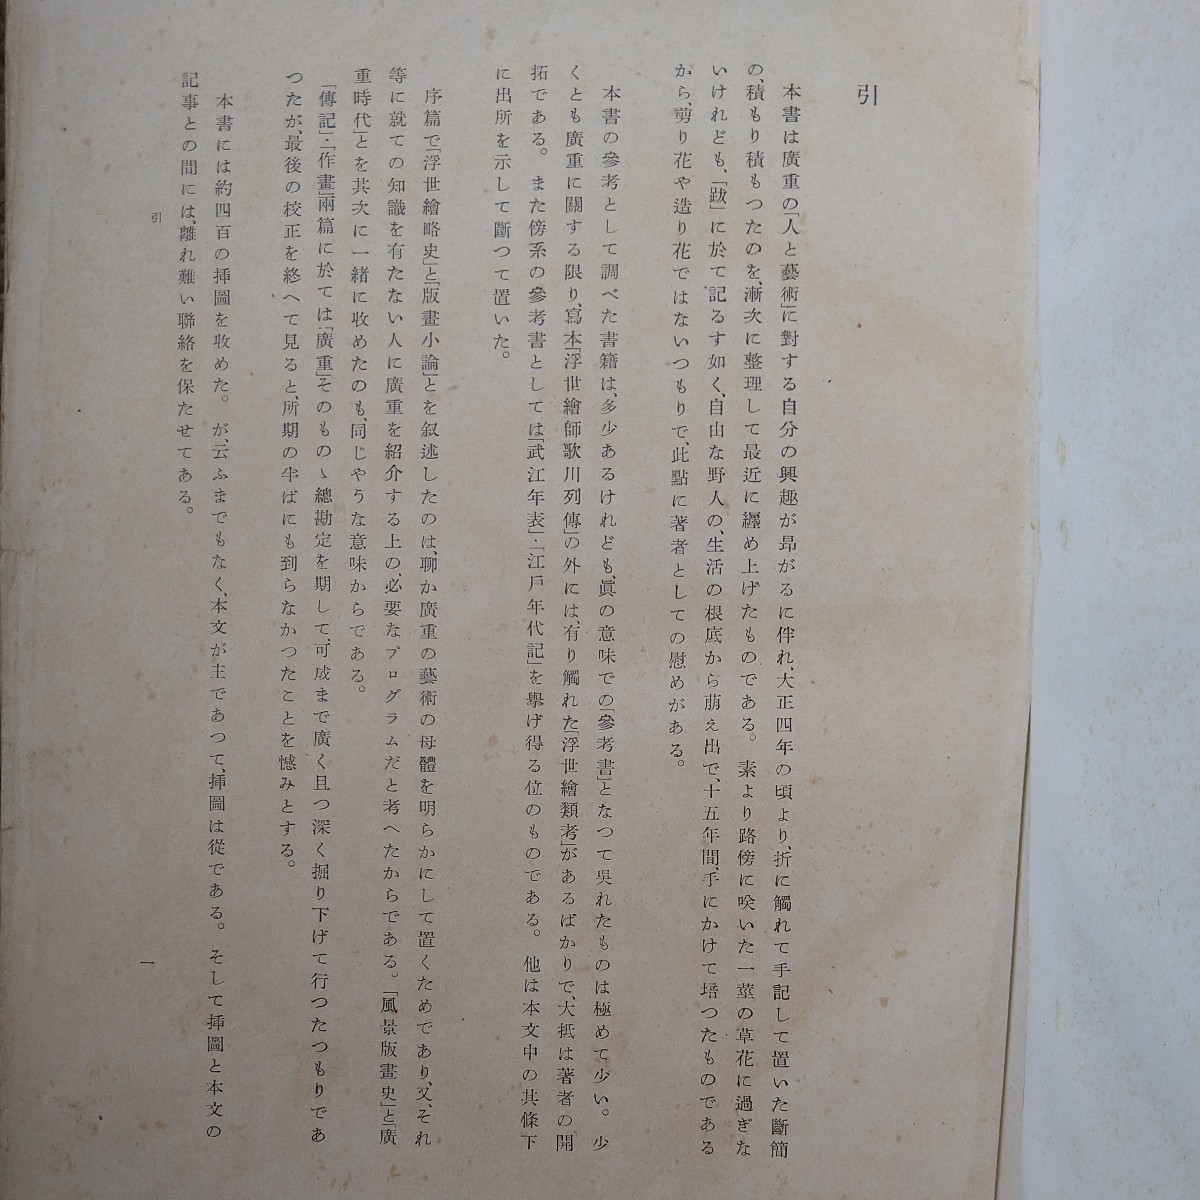 引
本書は廣重の「人と藝術」に對する自分の興趣が昂がるに伴れ、大正四年の頃より、折に觸れて手記して置いた斷簡
の、積もり積もつたのを、漸次に整理して最近に纒め上げたものである。素より路傍に咲いた一莖の草花に過ぎな
いけれども、「跋」に於て記るす如く、自由な野人の、生活の根底から萠え出で、十五年間、手にかけて培つたものである
から、剪り花や造り花ではないつもりで、此點に著者としての慰めがある。
本書の參考として調べた書籍は、多少あるけれども、眞の意味での「參考書」となつて呉れたものは極めて少い。少
くとも廣重に關する限り、寫本「浮世繪師歌川列傳」の外には、有り觸れた「浮世繪類考」があるばかりで、大抵は著者の開
拓である。また傍系の參考書としては「武江年表」・「江戸年代記」を擧げ得る位のものである。他は本文中の其條下
に出所を示して斷つて置いた。
序篇で「浮世繪略史」と「版畫小論」とを叙述したのは、聊か廣重の藝術の母體を明らかにして置くためであり、又、それ
等に就ての知識を有たない人に廣重を紹介する上の、必要なプログラムだと考へたからである。「風景版畫史」と「廣
重時代」とを其次に一緒に收めたのも、同じやうな意味からである。
「傳記」・「作畫」兩篇に於ては「廣重」そのものゝ總勘定を期して、可成まで廣く且つ深く掘り下げて行つたつもりであ
つたが、最後の校正を終へて見ると、所期の半ばにも到らなかつたことを憾みとする。
本書には約四百の挿圖を收めた。が、云ふまでもなく、本文が主であつて、挿圖は從である。そして挿圖と本文の
記事との間には、離れ難い聯絡を保たせてある。
引
一